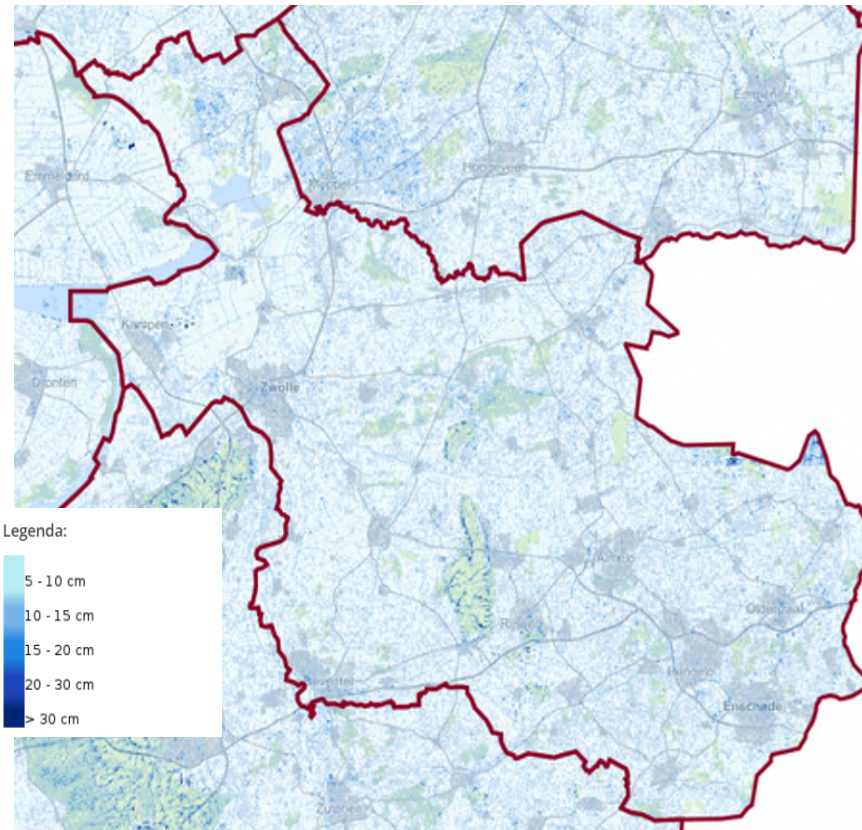 Emmen
Hoogeveen
Meppel
Emmeloord
Kampen
Dronten
Zwolle
Legenda:
5 - 10 cm
10 - 15 cm
15 - 20 cm
20 - 30 cm
> 30 cm
Almelo
Oldenzaal
Hengelo
Deventer
Enschede
Zutphen